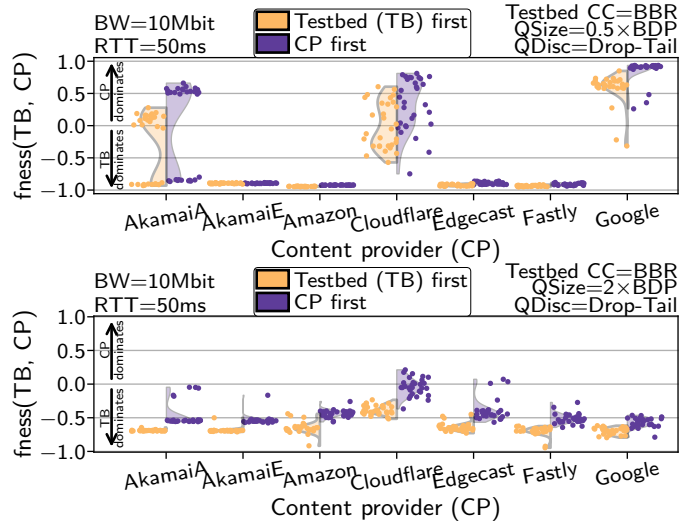 BW=10Mbit
RTT=50ms
Testbed (TB) first
CP first
Testbed CC=BBR
QSize=0.5×BDP
QDisc=Drop-Tail
fness(TB, CP)
1.0
0.5
0.0
−0.5
−1.0
CP
dominates
TB
dominates
AkamaiA
AkamaiE
Amazon
Cloudflare
Edgecast
Fastly
Google
Content provider (CP)
BW=10Mbit
RTT=50ms
Testbed (TB) first
CP first
Testbed CC=BBR
QSize=2×BDP
QDisc=Drop-Tail
fness(TB, CP)
1.0
0.5
0.0
−0.5
−1.0
CP
dominates
TB
dominates
AkamaiA
AkamaiE
Amazon
Cloudflare
Edgecast
Fastly
Google
Content provider (CP)